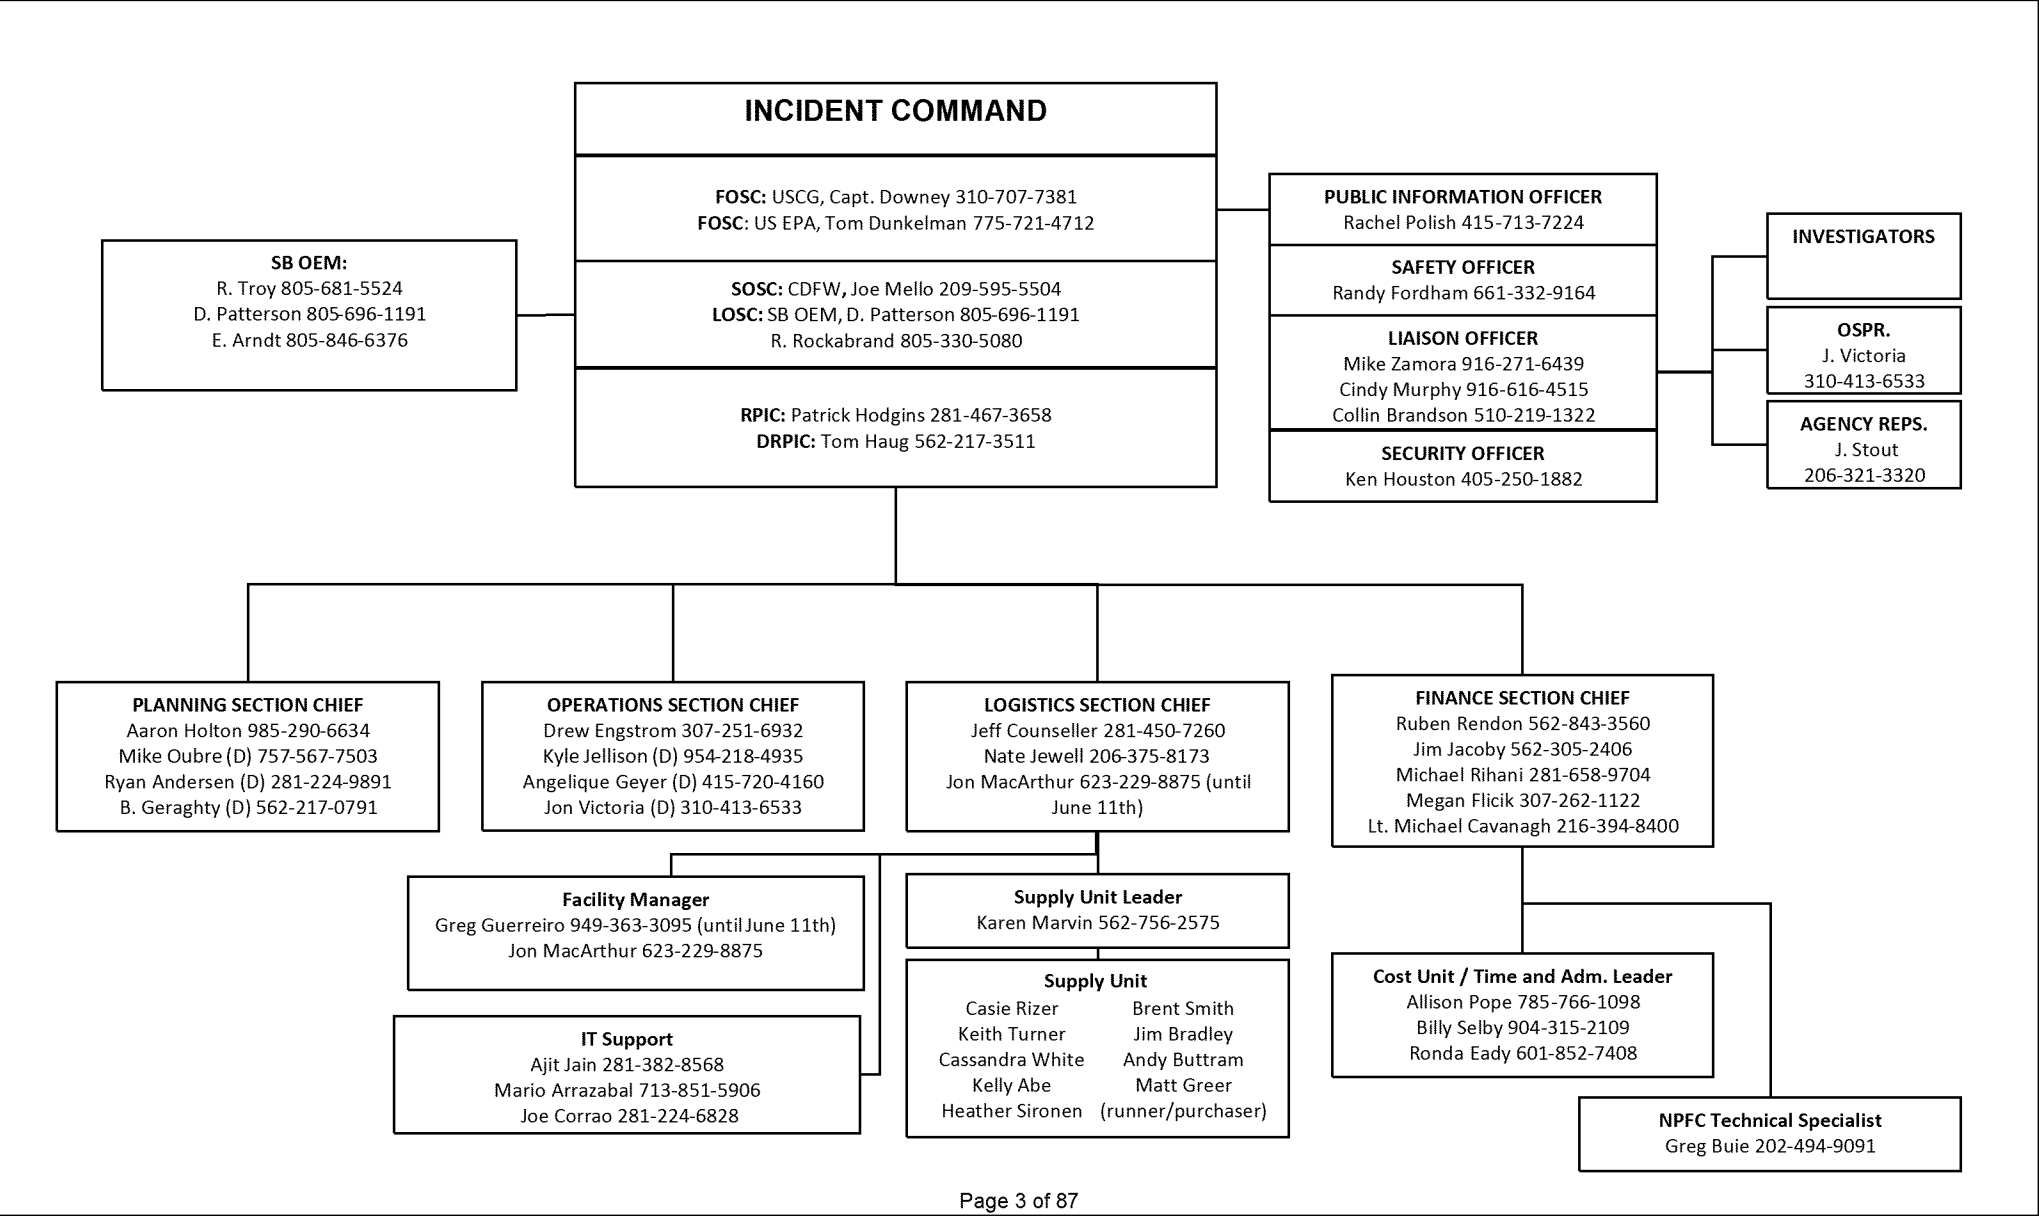 INCIDENT COMMAND
FOSC: USCG, Capt. Downey 310-707-7381
FOSC: US EPA, Tom Dunkelman 775-721-4712
SOSC: CDFW, Joe Mello 209-595-5504
LOSC: SB OEM, D. Patterson 805-696-1191
R. Rockabrand 805-330-5080
RPIC: Patrick Hodgins 281-467-3658
DRPIC: Tom Haug 562-217-3511
SB OEM:
R. Troy 805-681-5524
D. Patterson 805-696-1191
E. Arndt 805-846-6376
PUBLIC INFORMATION OFFICER
Rachel Polish 415-713-7224
SAFETY OFFICER
Randy Fordham 661-332-9164
LIAISON OFFICER
Mike Zamora 916-271-6439
Cindy Murphy 916-616-4515
Collin Brandson 510-219-1322
SECURITY OFFICER
Ken Houston 405-250-1882
INVESTIGATORS
OSPR.
J. Victoria
310-413-6533
AGENCY REPS.
J. Stout
206-321-3320
PLANNING SECTION CHIEF
Aaron Holton 985-290-6634
Mike Oubre (D) 757-567-7503
Ryan Andersen (D) 281-224-9891
B. Geraghty (D) 562-217-0791
OPERATIONS SECTION CHIEF
Drew Engstrom 307-251-6932
Kyle Jellison (D) 954-218-4935
Angelique Geyer (D) 415-720-4160
Jon Victoria (D) 310-413-6533
LOGISTICS SECTION CHIEF
Jeff Counseller 281-450-7260
Nate Jewell 206-375-8173
Jon MacArthur 623-229-8875 (until
June 11th)
FINANCE SECTION CHIEF
Ruben Rendon 562-843-3560
Jim Jacoby 562-305-2406
Michael Rihani 281-658-9704
Megan Flicik 307-262-1122
Lt. Michael Cavanagh 216-394-8400
Facility Manager
Greg Guerreiro 949-363-3095 (until June 11th)
Jon MacArthur 623-229-8875
IT Support
Ajit Jain 281-382-8568
Mario Arrazabal 713-851-5906
Joe Corrao 281-224-6828
Supply Unit Leader
Karen Marvin 562-756-2575
Supply Unit
Casie Rizer Brent Smith
Keith Turner Jim Bradley
Cassandra White Andy Buttram
Kelly Abe Matt Greer
Heather Sironen (runner/purchaser)
Cost Unit / Time and Adm. Leader
Allison Pope 785-766-1098
Billy Selby 904-315-2109
Ronda Eady 601-852-7408
NPFC Technical Specialist
Greg Buie 202-494-9091
Page 3 of 87